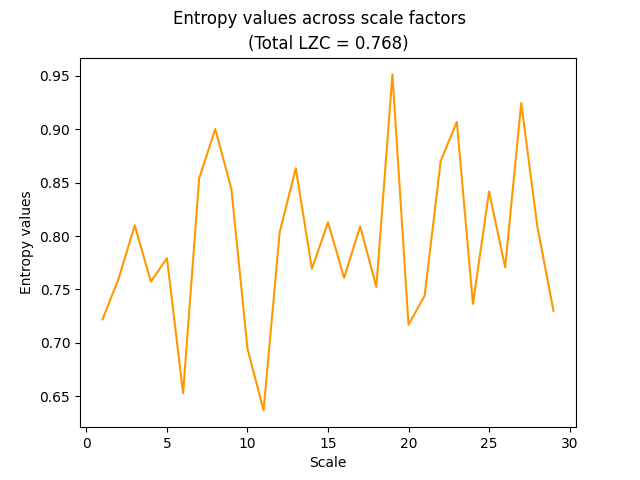 Entropy values across scale factors
(Total LZC = 0.768)
0.95
0.90
0.85
0.80
0.75
0.70
0.65
Entropy values
0 5 10 15 20 25 30
Scale